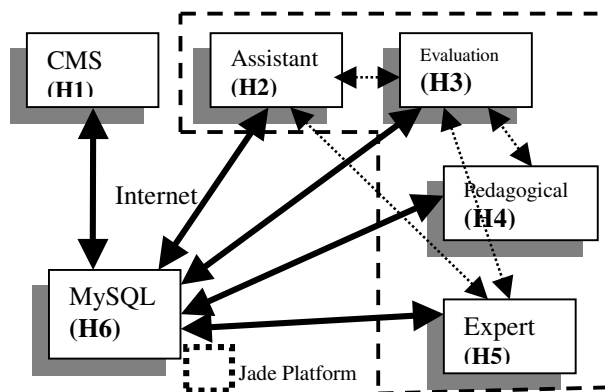 CMS
(H1)
Assistant
(H2)
Evaluation
(H3)
Internet
Pedagogical
(H4)
MySQL
(H6)
Expert
(H5)
Jade Platform